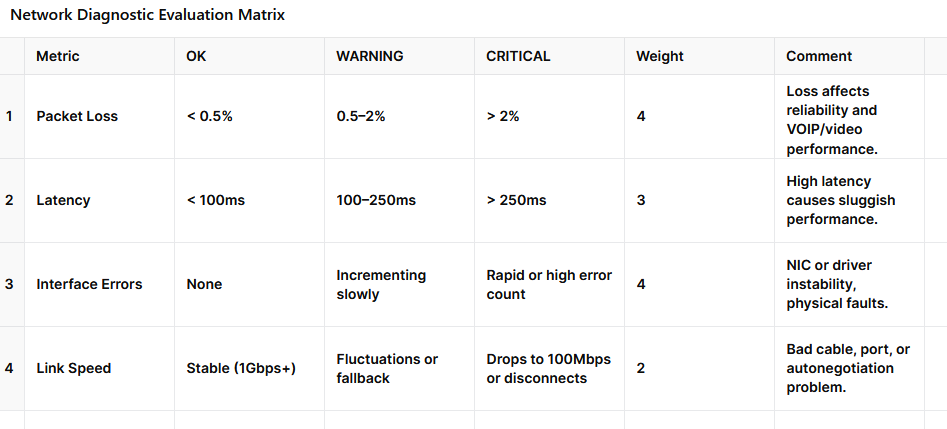 Network Diagnostic Evaluation Matrix
Metric OK WARNING CRITICAL Weight Comment
1 Packet Loss < 0.5% 0.5–2% > 2% 4 Loss affects
reliability and
VOIP/video
performance.
2 Latency < 100ms 100–250ms > 250ms 3 High latency
causes sluggish
performance.
3 Interface Errors None Incrementing
slowly Rapid or high error
count 4 NIC or driver
instability,
physical faults.
4 Link Speed Stable (1Gbps+) Fluctuations or
fallback Drops to 100Mbps
or disconnects 2 Bad cable, port, or
autonegotiation
problem.